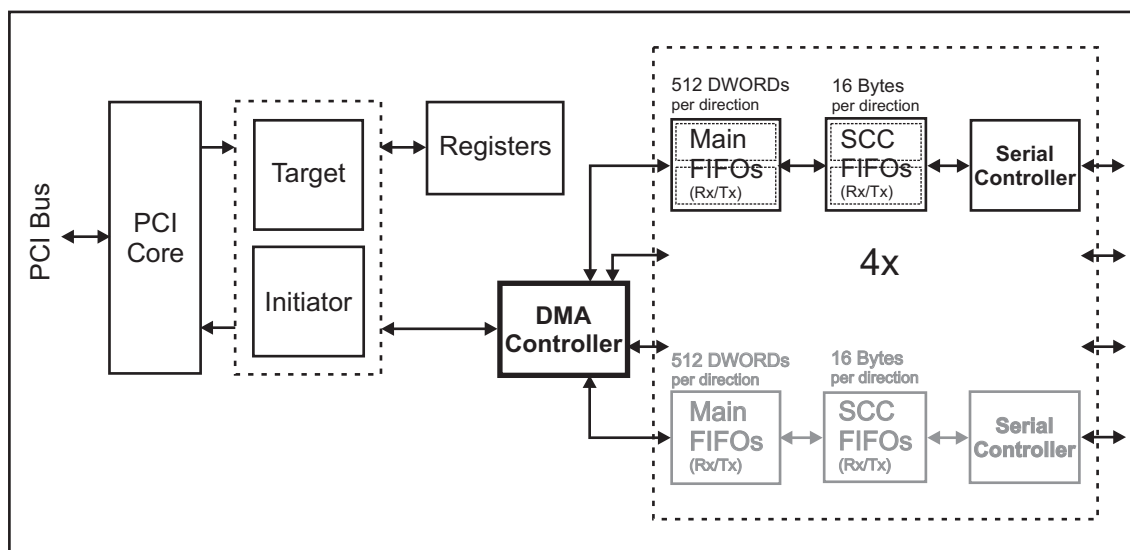 PCI Bus
PCI
Core
Target
Initiator
Registers
DMA
Controller
512 DWORDs
per direction
Main
FIFOs
(Rx/Tx)
16 Bytes
per direction
SCC
FIFOs
(Rx/Tx)
Serial
Controller
4x
512 DWORDs
per direction
Main
FIFOs
(Rx/Tx)
16 Bytes
per direction
SCC
FIFOs
(Rx/Tx)
Serial
Controller